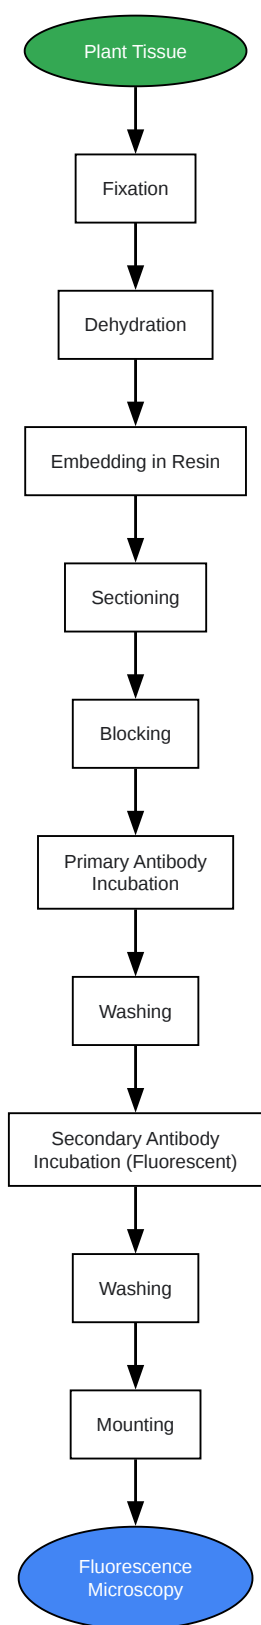 Plant Tissue
Fixation
Dehydration
Embedding in Resin
Sectioning
Blocking
Primary Antibody
Incubation
Washing
Secondary Antibody
Incubation (Fluorescent)
Washing
Mounting
Fluorescence
Microscopy